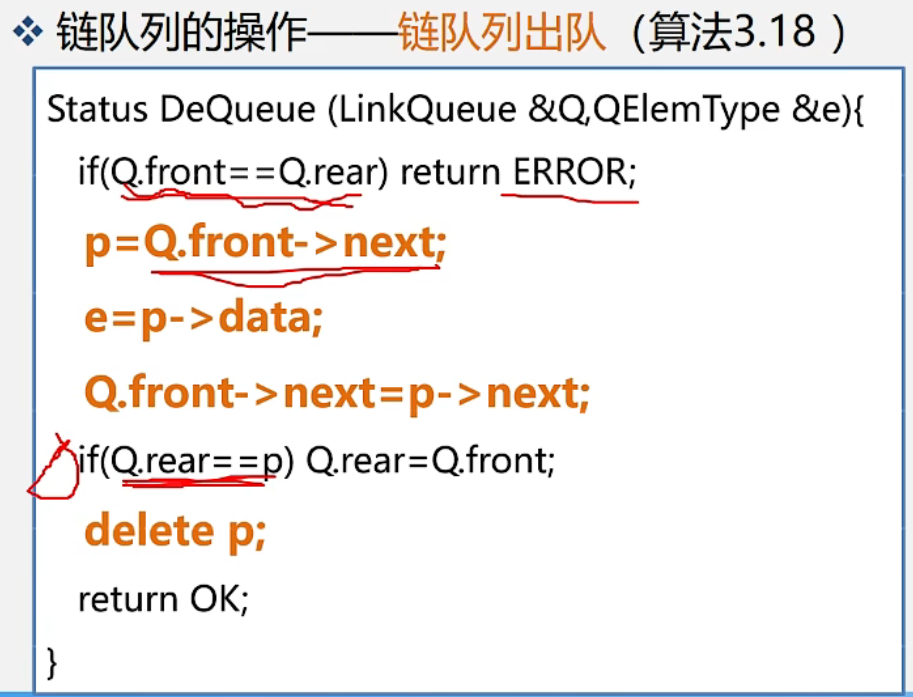 ❖ 链队列的操作——链队列出队（算法3.18 ）
Status DeQueue (LinkQueue &Q,QElemType &e){
if(Q.front==Q.rear) return ERROR;
p=Q.front->next;
e=p->data;
Q.front->next=p->next;
if(Q.rear==p) Q.rear=Q.front;
delete p;
return OK;
}